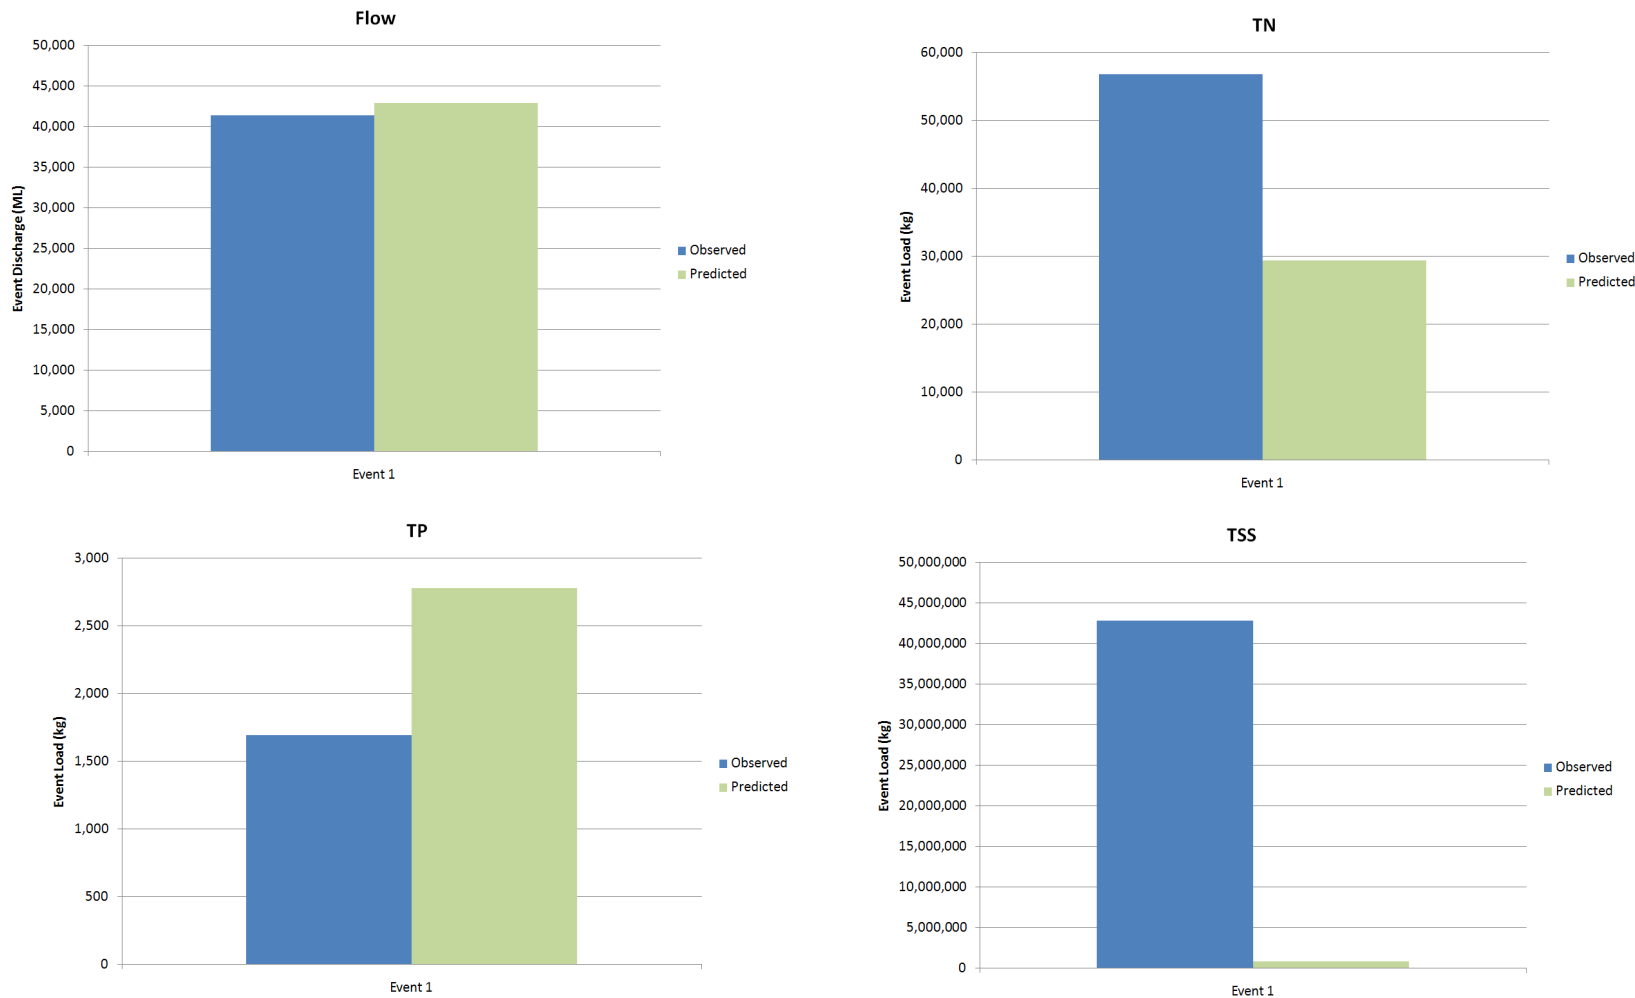 Flow
50,000
45,000
40,000
35,000
30,000
25,000
20,000
15,000
10,000
5,000
0
Event Discharge (ML)
Event 1
Observed
Predicted
TN
60,000
50,000
40,000
30,000
20,000
10,000
0
Event Load (kg)
Event 1
Observed
Predicted
TP
3,000
2,500
2,000
1,500
1,000
500
0
Event Load (kg)
Event 1
Observed
Predicted
TSS
50,000,000
45,000,000
40,000,000
35,000,000
30,000,000
25,000,000
20,000,000
15,000,000
10,000,000
5,000,000
0
Event Load (kg)
Event 1
Observed
Predicted